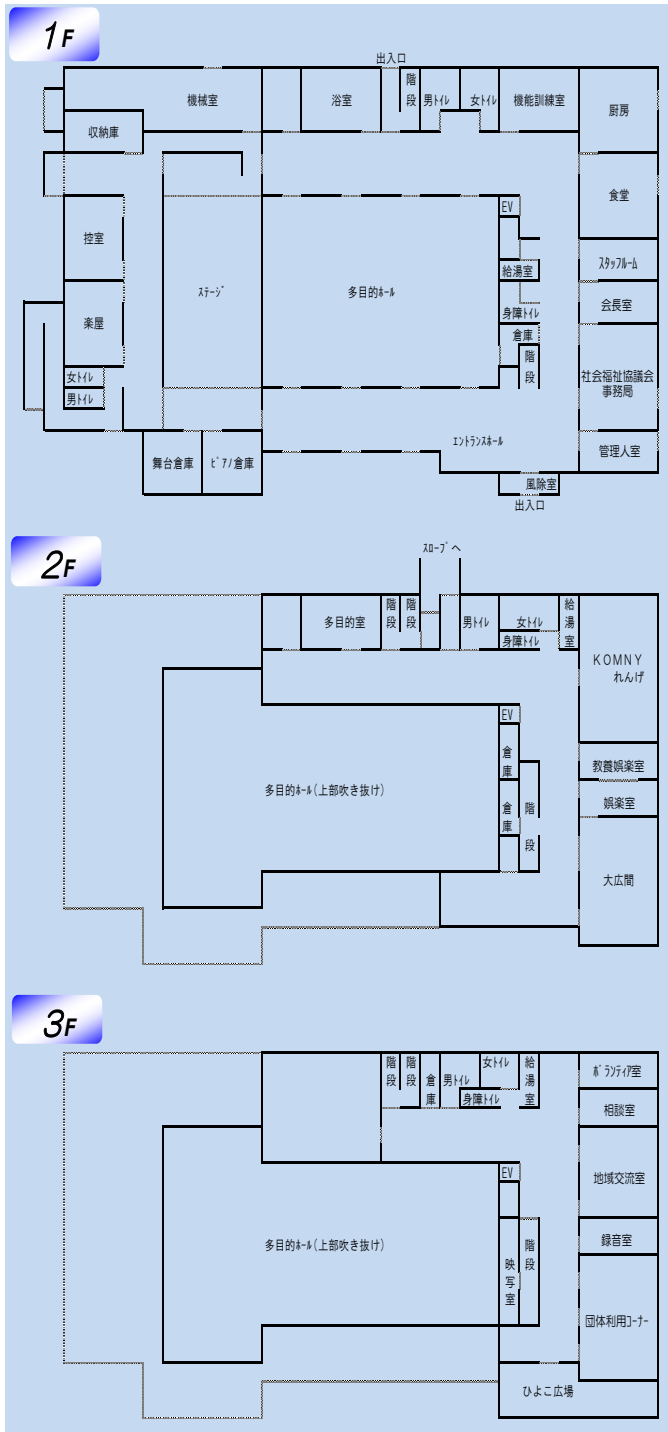 1F
出入口
機械室
浴室
階段
男ﾄｲﾚ
女ﾄｲﾚ
機能訓練室
厨房
収納庫
食堂
EV
控室
ｽﾀｯﾌﾙｰﾑ
給湯室
ｽﾃｰｼﾞ
多目的ﾎｰﾙ
会長室
楽屋
身障ﾄｲﾚ
倉庫
階段
女ﾄｲﾚ
社会福祉協議会
事務局
男ﾄｲﾚ
ｴﾝﾄﾗﾝｽﾎｰﾙ
管理人室
舞台倉庫
ﾋﾟｱﾉ倉庫
風除室
出入口
2F
ｽﾛｰﾌﾟへ
多目的室
階段
階段
男ﾄｲﾚ
女ﾄｲﾚ
身障ﾄｲﾚ
給湯室
KOMNY
れんげ
EV
倉庫
教養娯楽室
多目的ﾎｰﾙ(上部吹き抜け)
倉庫
階段
娯楽室
大広間
3F
階段
階段
倉庫
男ﾄｲﾚ
女ﾄｲﾚ
身障ﾄｲﾚ
給湯室
ﾎﾞﾗﾝﾃｨｱ室
相談室
EV
地域交流室
多目的ﾎｰﾙ(上部吹き抜け)
階段
録音室
映写室
団体利用ｺｰﾅｰ
ひよこ広場